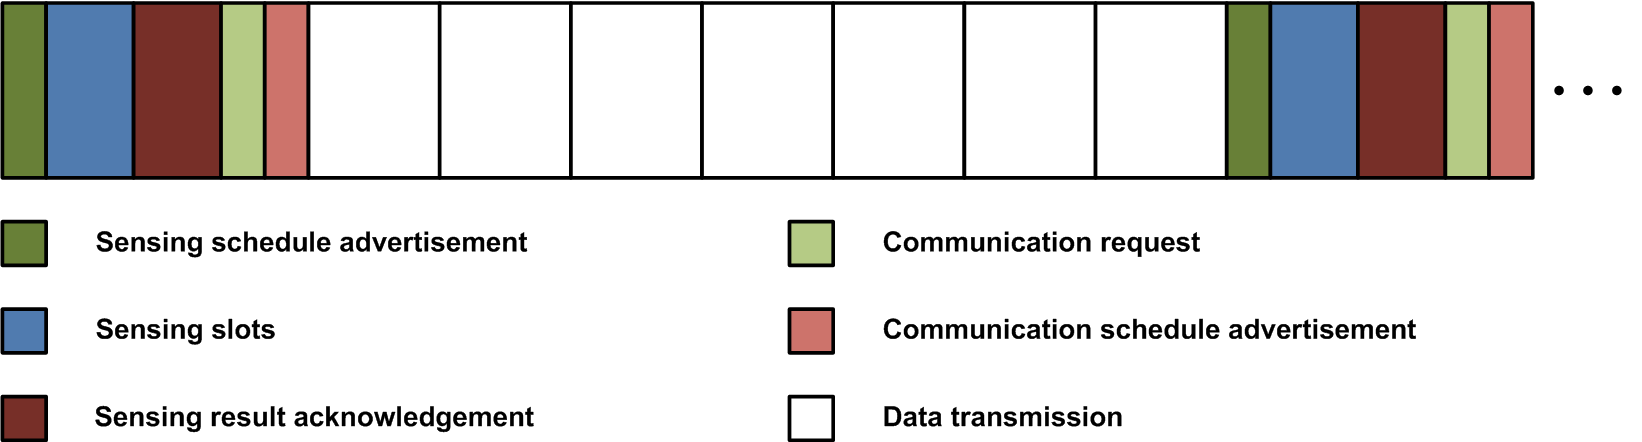 . . .
Sensing schedule advertisement
Communication request
Sensing slots
Communication schedule advertisement
Sensing result acknowledgement
Data transmission